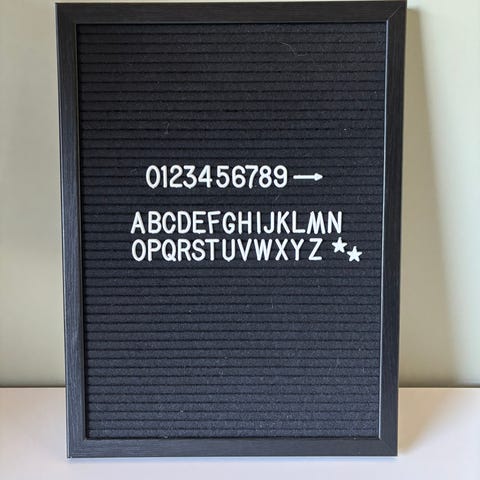 0123456789→
ABCDEFGHIJKLMN
OPQRSTUVWXYZ ★★